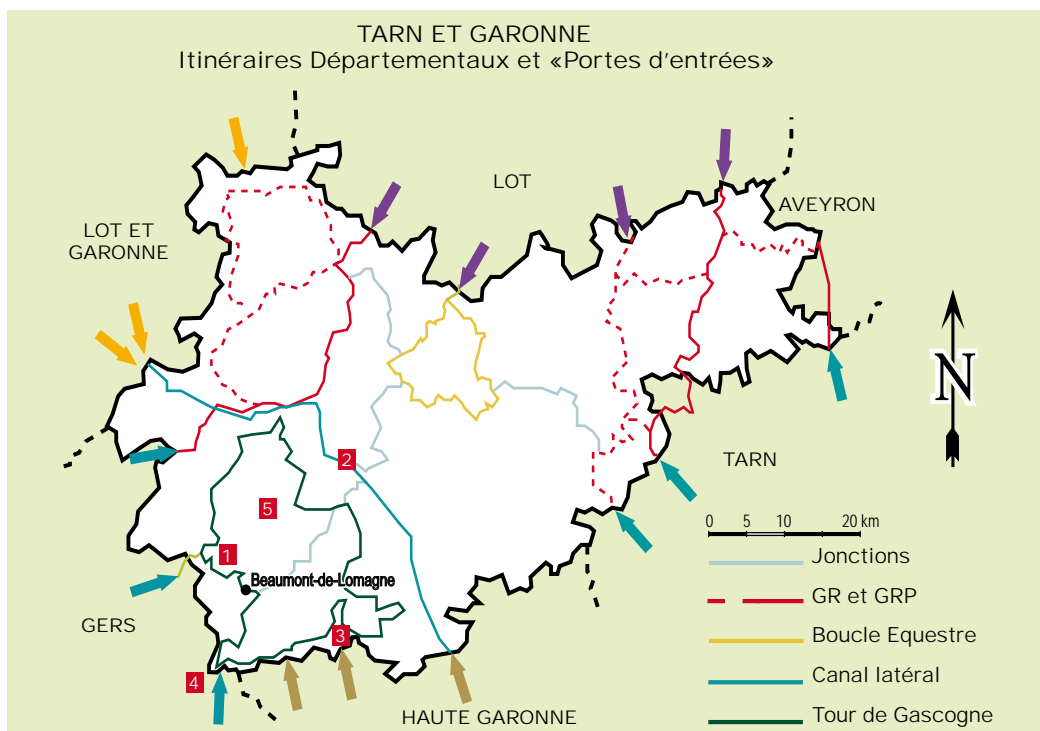 TARN ET GARONNE
Itinéraires Départementaux et «Portes d'entrées»
LOT
AVEYRON
LOT ET
GARONNE
N
2
TARN
5
0 5 10 20 km
1
Jonctions
Beaumont-de-Lomagne
GR et GRP
GERS
3
Boucle Equestre
4
Canal latéral
HAUTE GARONNE
Tour de Gascogne